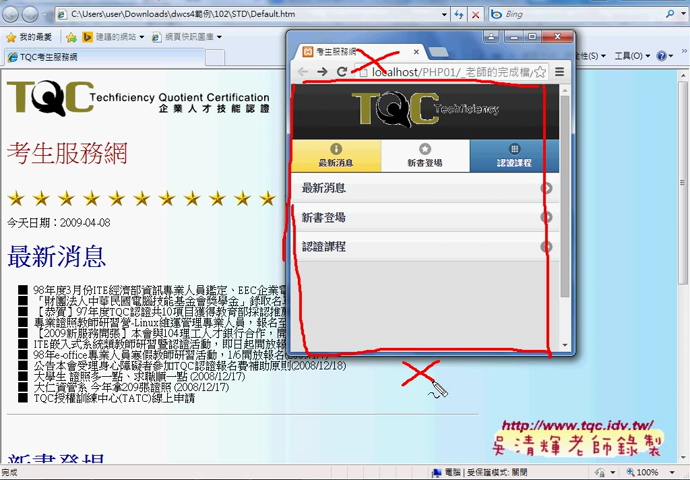 C:\Users\user\Downloads\dwcs4範例\102\STD\Default.htm
Bing
我的最愛
建議的網站
網頁快訊圖庫
性(S)
工具(O)
TQC考生服務網
TQC Techficiency Quotient Certification
企業人才技能認證
考生服務網
今天日期：2009-04-08
最新消息
98年度3月份ITE經濟部資訊專業人員鑑定、EEC企業電
「財團法人中華民國電腦技能基金會獎學金」錄取名
【恭賀】97年度TQC認證共10項目獲得教育部採認推薦
專業證照教師研習營-Linux維運管理專業人員，報名至
【2009新服務開張】本會與104理工人才銀行合作，開
ITE嵌入式系統類教師研習暨認證活動，即日起開放報
98年e-office專業人員寒假教師研習活動，1/6開放報名
公告本會受理身心障礙者參加TQC認證報名費補助原則(2008/12/18)
大學生 證照多一點、求職順一點 (2008/12/17)
大仁資管系 今年拿209張證照 (2008/12/17)
TQC授權訓練中心(TATC)線上申請
新書登場
考生服務網
localhost/PHP01/_老師的完成檔/
TQC Techficiency
最新消息
新書登場
認證課程
最新消息
新書登場
認證課程
http://www.tqc.idv.tw/
吳清輝老師錄製
完成
電腦 | 受保護模式: 關閉
100%